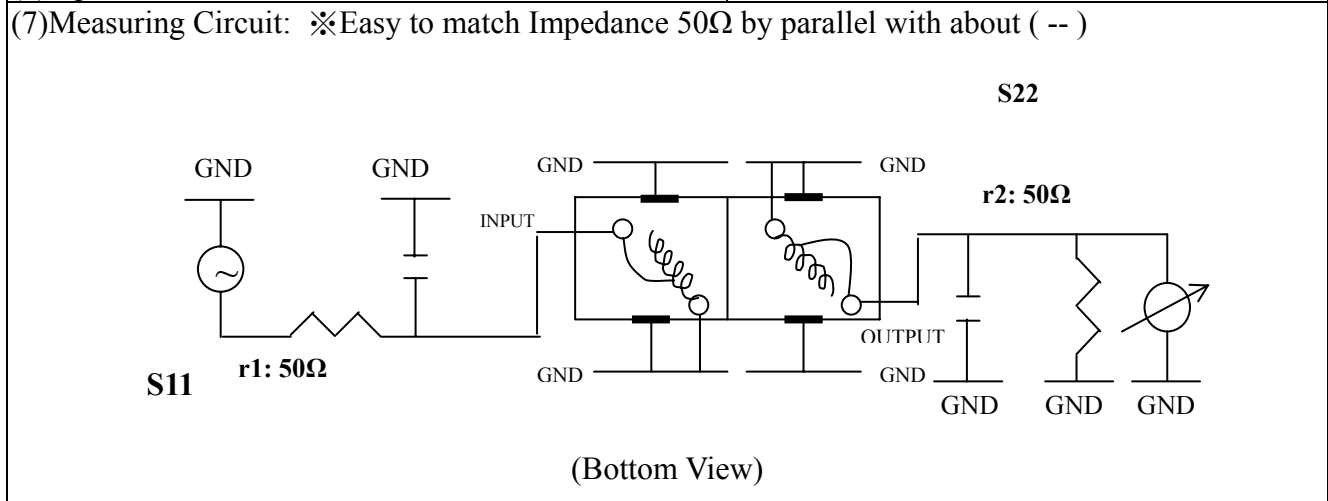 (7)Measuring Circuit: ※Easy to match Impedance 50Ω by parallel with about ( -- )
S22
GND
GND
GND
GND
r2: 50Ω
INPUT
~
OUTPUT
r1: 50Ω
S11
GND
GND
GND
GND
GND
(Bottom View)